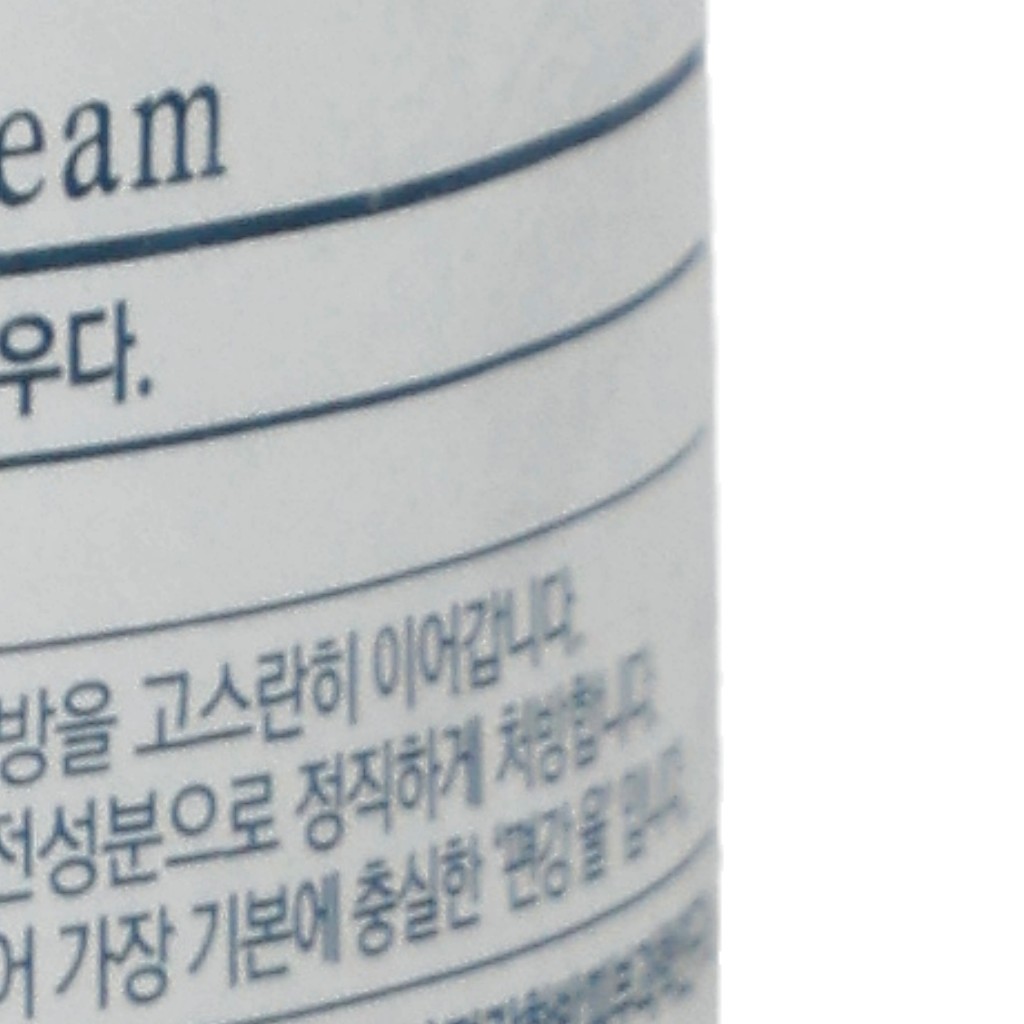 eam
우다.
방을 고스란히 이어갑니다.
전성분으로 정직하게 처방합니다.
어 가장 기본에 충실한 '편강율'입니다.